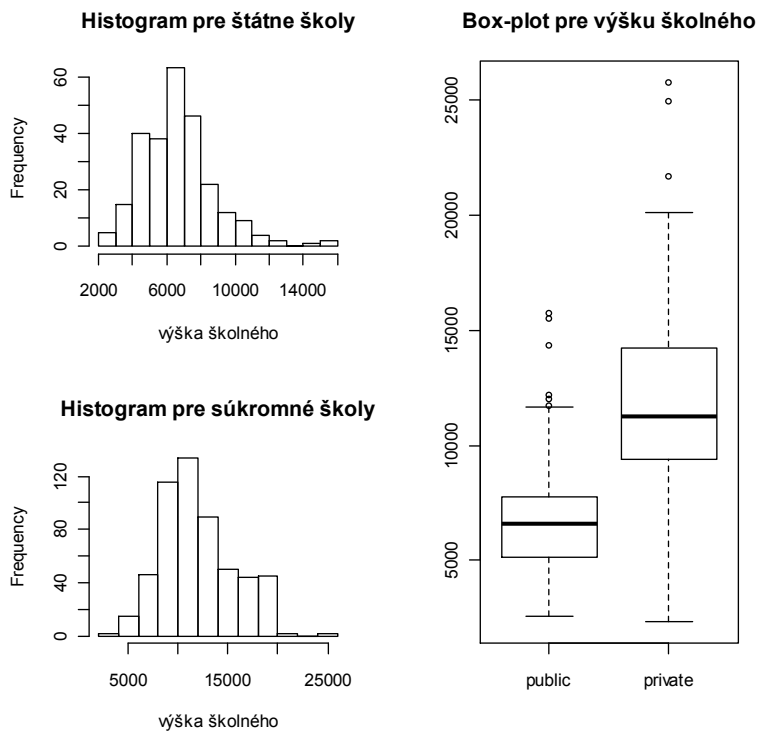 Histogram pre štátne školy
Frequency
0 20 40 60
2000 6000 10000 14000
výška školného
Histogram pre súkromné školy
Frequency
0 40 80 120
5000 15000 25000
výška školného
Box-plot pre výšku školného
5000 10000 15000 20000 25000
public private